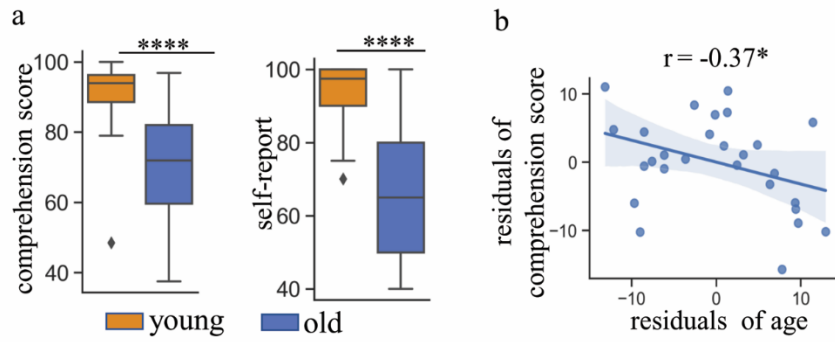 a
b
****
****
r = -0.37*
comprehension score
100
80
60
40
self-report
100
80
60
40
residuals of
comprehension score
10
0
−10
−10
0
10
residuals of age
young
old